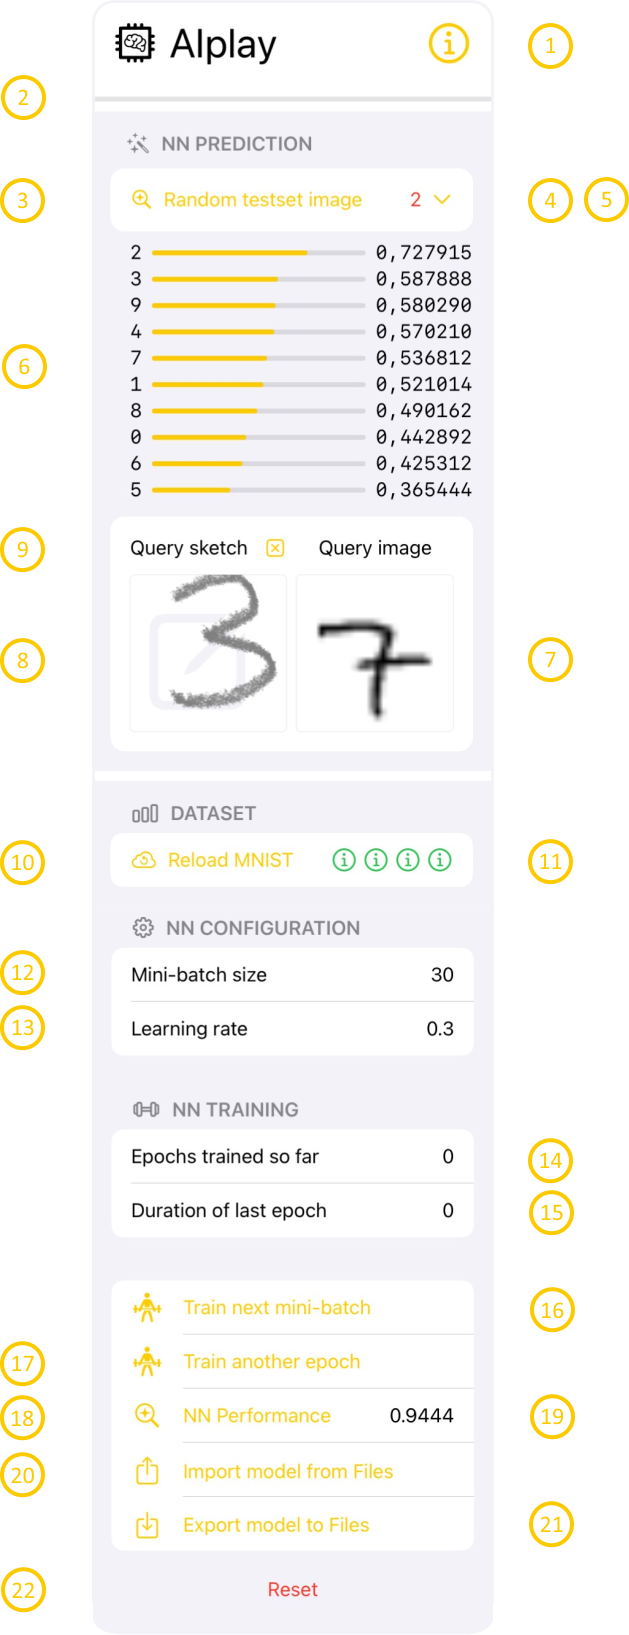 AIplay
1
2
NN PREDICTION
3
Random testset image 2
4 5
2 0,727915
3 0,587888
9 0,580290
4 0,570210
7 0,536812
1 0,521014
8 0,490162
0 0,442892
6 0,425312
5 0,365444
6
9
Query sketch Query image
8
3 7
7
DATASET
10
Reload MNIST
11
NN CONFIGURATION
12
Mini-batch size 30
13
Learning rate 0.3
NN TRAINING
Epochs trained so far 0
14
Duration of last epoch 0
15
Train next mini-batch
16
17
Train another epoch
18
NN Performance 0.9444
19
20
Import model from Files
Export model to Files
21
22
Reset